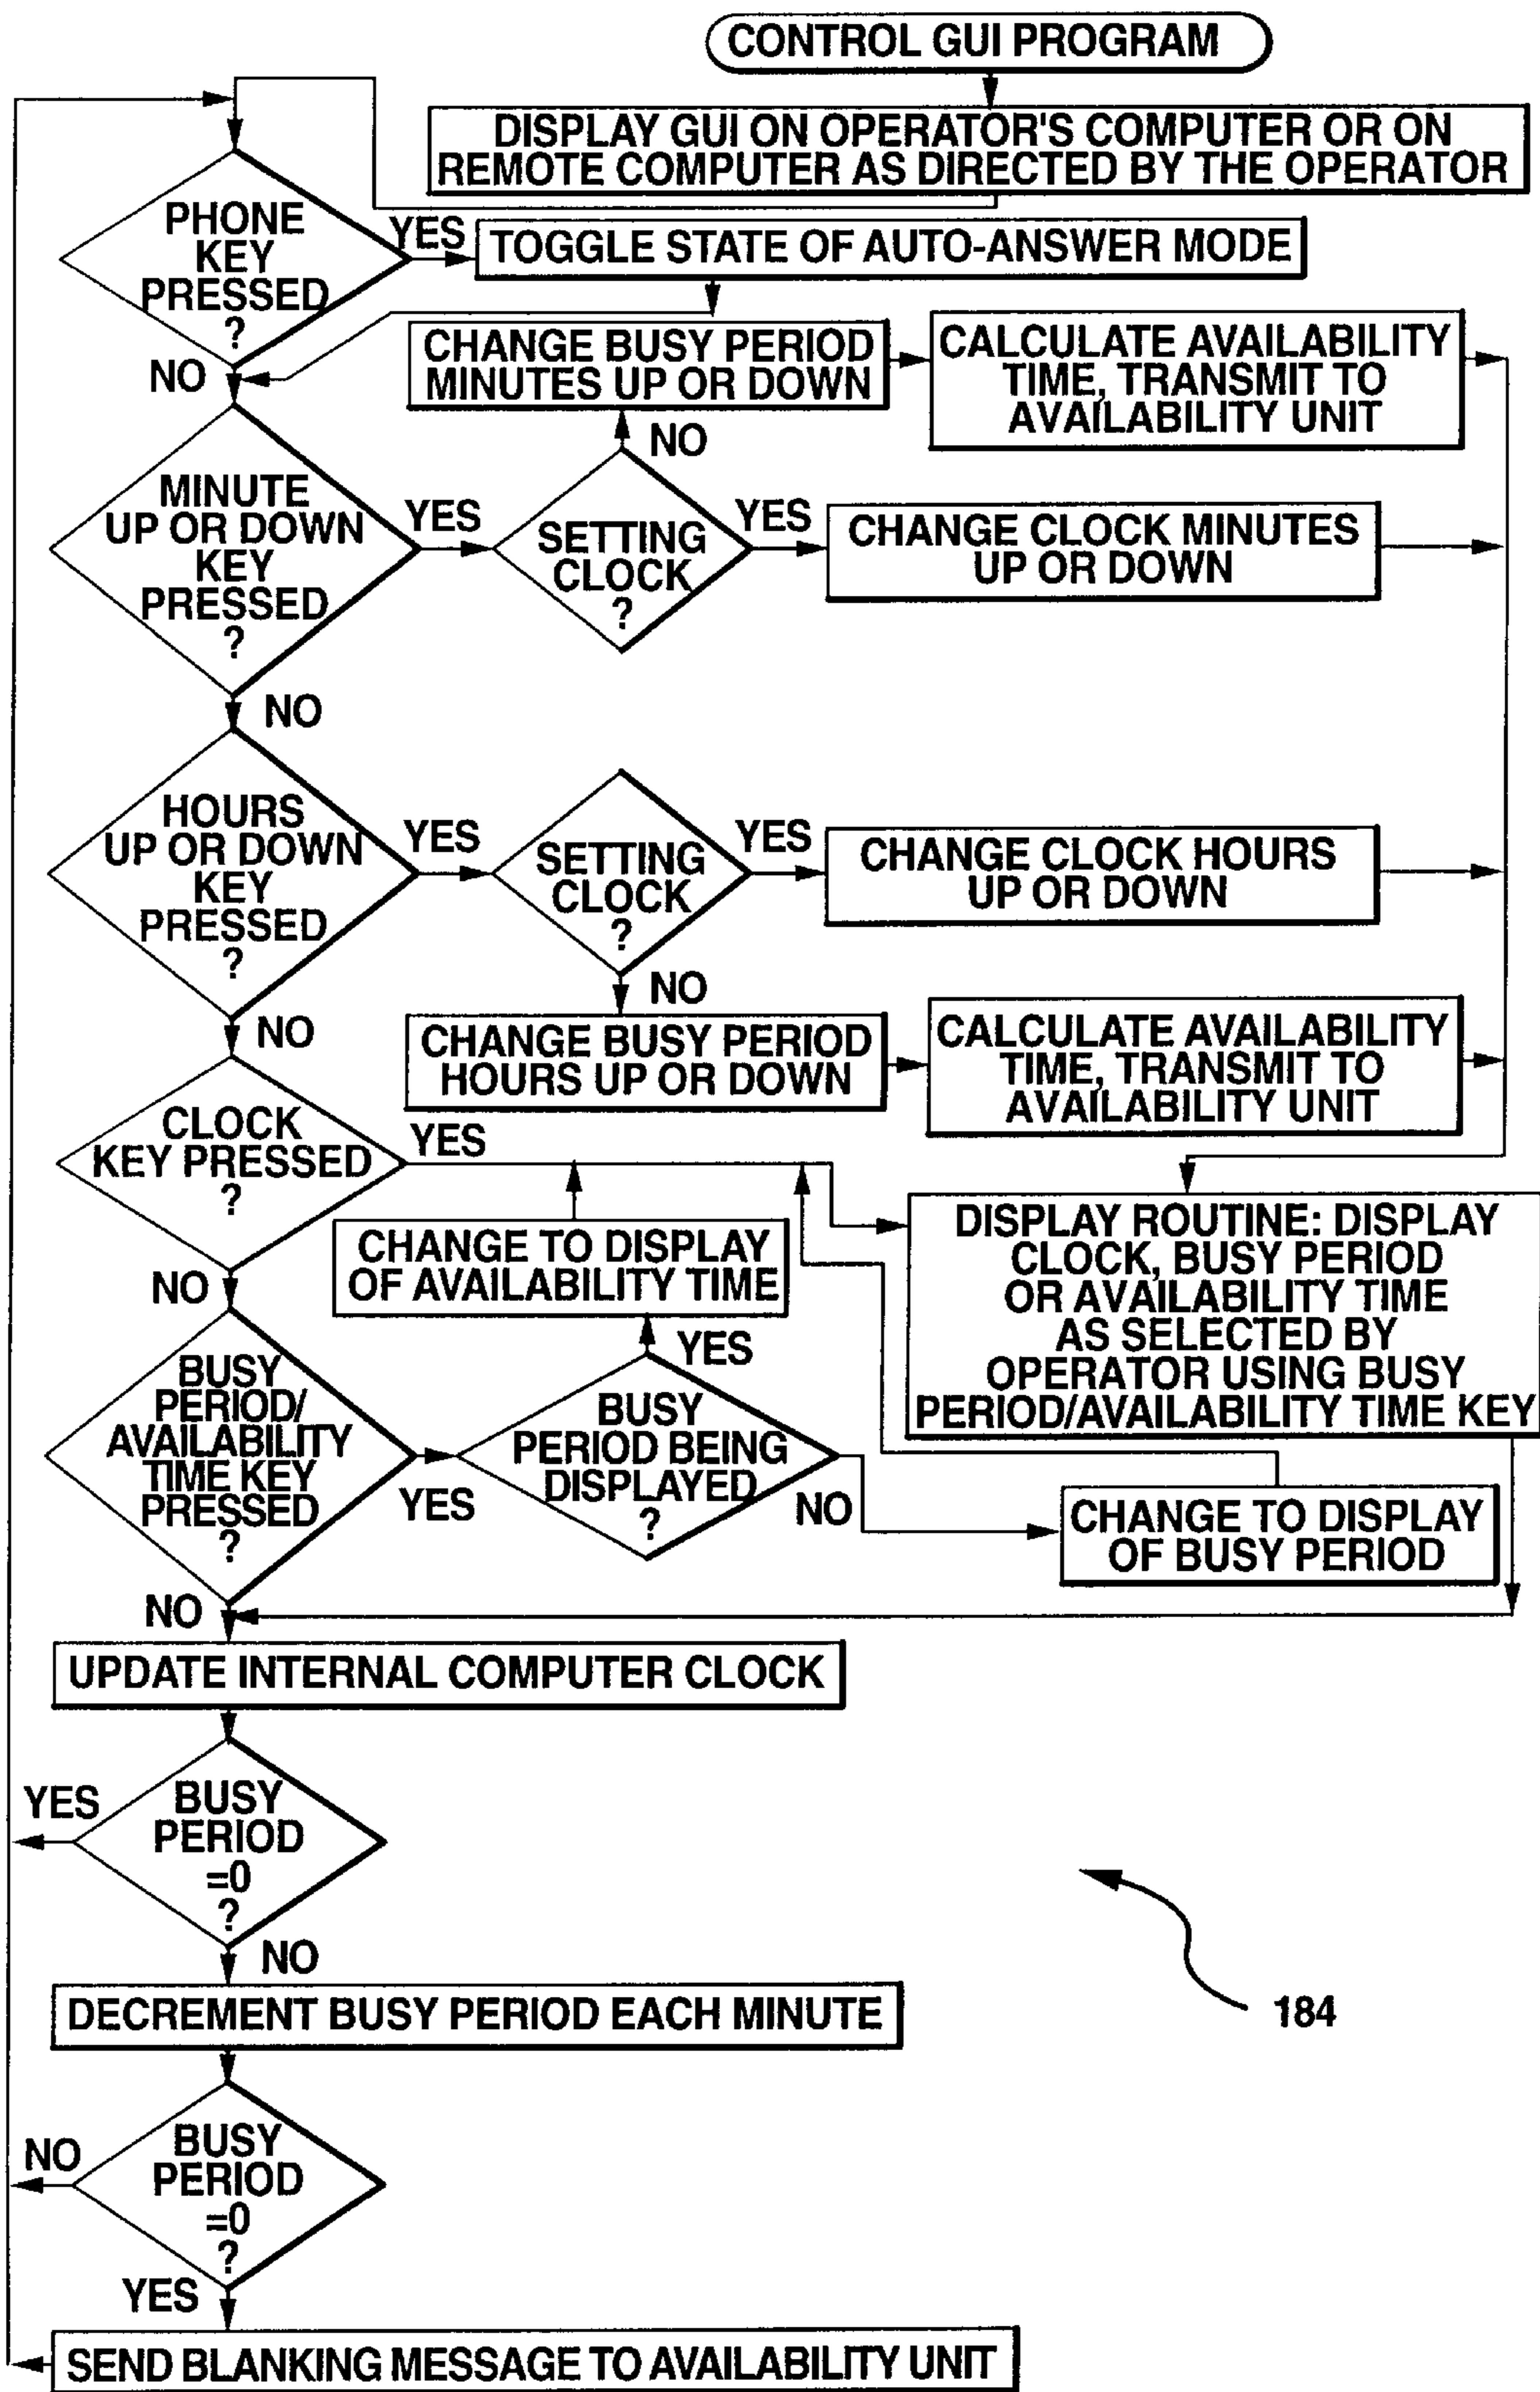 CONTROL GUI PROGRAM
DISPLAY GUI ON OPERATOR'S COMPUTER OR ON
REMOTE COMPUTER AS DIRECTED BY THE OPERATOR
PHONE
KEY
PRESSED
?
YES
TOGGLE STATE OF AUTO-ANSWER MODE
NO
CHANGE BUSY PERIOD
MINUTES UP OR DOWN
CALCULATE AVAILABILITY
TIME, TRANSMIT TO
AVAILABILITY UNIT
NO
MINUTE
UP OR DOWN
KEY
PRESSED
?
YES
SETTING
CLOCK
?
YES
CHANGE CLOCK MINUTES
UP OR DOWN
NO
HOURS
UP OR DOWN
KEY
PRESSED
?
YES
SETTING
CLOCK
?
YES
CHANGE CLOCK HOURS
UP OR DOWN
NO
NO
CHANGE BUSY PERIOD
HOURS UP OR DOWN
CALCULATE AVAILABILITY
TIME, TRANSMIT TO
AVAILABILITY UNIT
CLOCK
KEY PRESSED
?
YES
CHANGE TO DISPLAY
OF AVAILABILITY TIME
DISPLAY ROUTINE: DISPLAY
CLOCK, BUSY PERIOD
OR AVAILABILITY TIME
AS SELECTED BY
OPERATOR USING BUSY
PERIOD/AVAILABILITY TIME KEY
NO
YES
BUSY
PERIOD/
AVAILABILITY
TIME KEY
PRESSED
?
YES
BUSY
PERIOD BEING
DISPLAYED
?
NO
CHANGE TO DISPLAY
OF BUSY PERIOD
NO
UPDATE INTERNAL COMPUTER CLOCK
YES
BUSY
PERIOD
=0
?
NO
184
DECREMENT BUSY PERIOD EACH MINUTE
NO
BUSY
PERIOD
=0
?
YES
SEND BLANKING MESSAGE TO AVAILABILITY UNIT